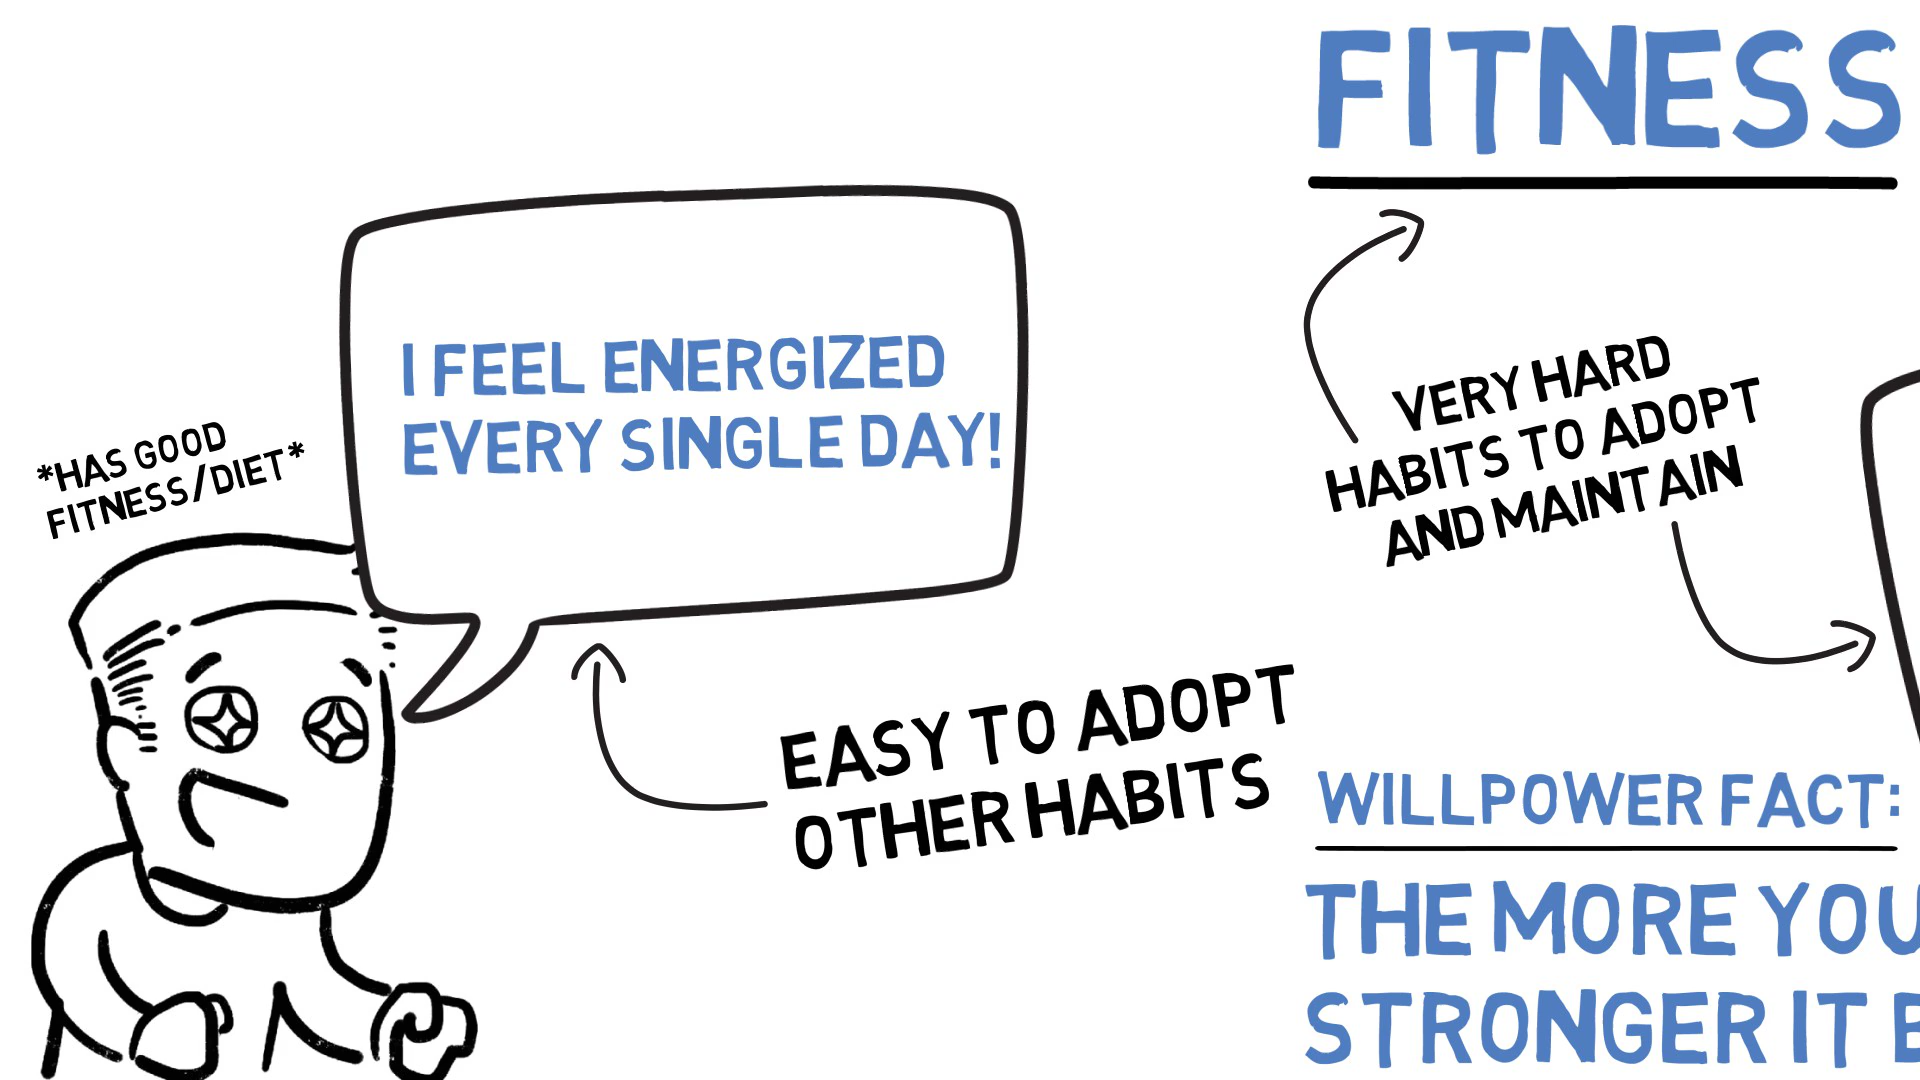 FITNESS
I FEEL ENERGIZED
EVERY SINGLE DAY!
*HAS GOOD
FITNESS/DIET*
VERY HARD
HABITS TO ADOPT
AND MAINTAIN
EASY TO ADOPT
OTHER HABITS
WILLPOWER FACT:
THE MORE YOU
STRONGER IT